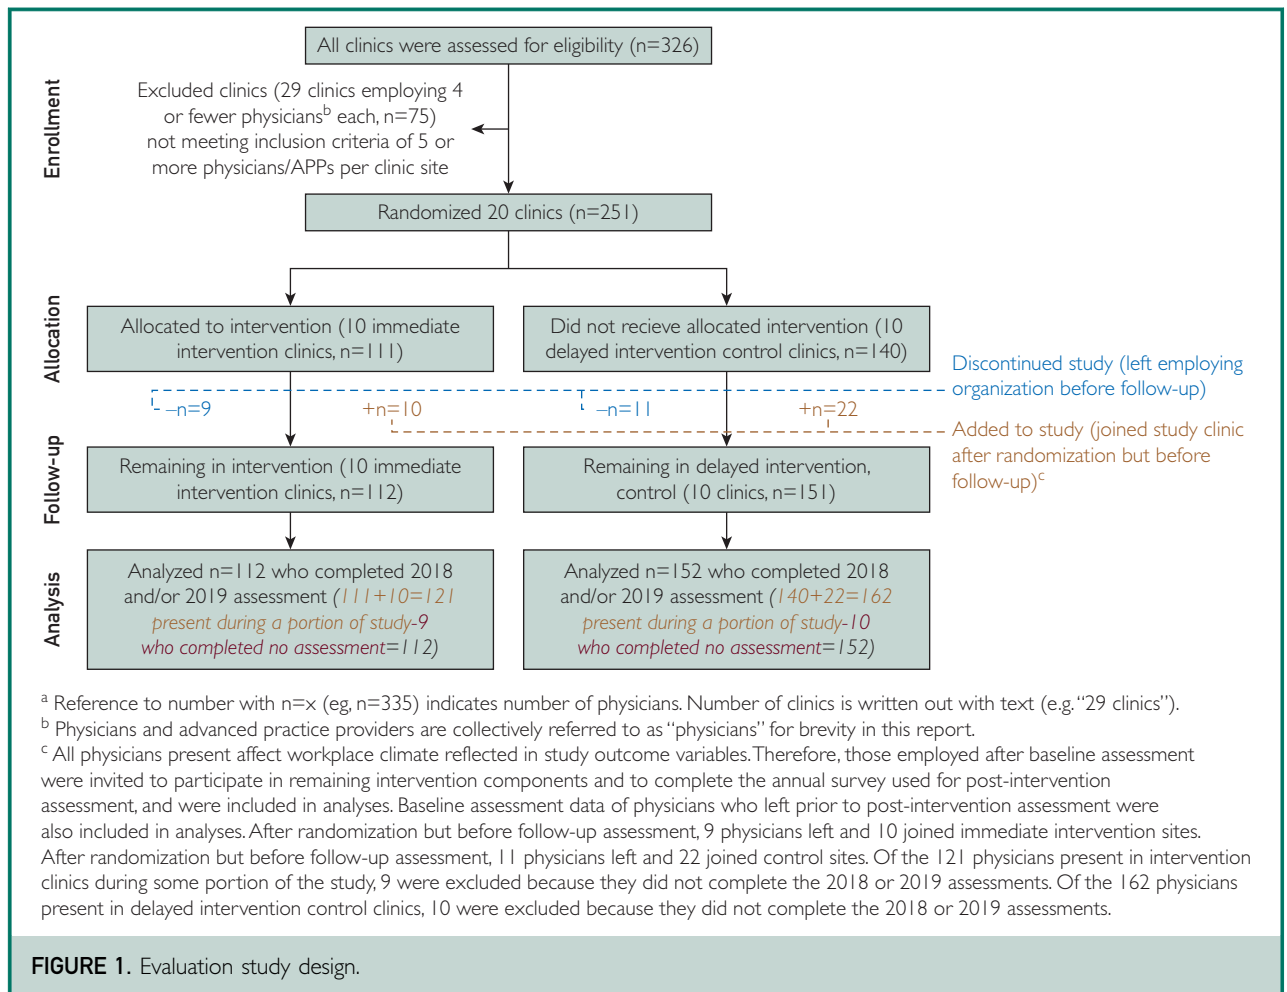 All clinics were assessed for eligibility (n=326)
Enrollment
Excluded clinics (29 clinics employing 4
or fewer physiciansb each, n=75)
not meeting inclusion criteria of 5 or
more physicians/APPs per clinic site
Randomized 20 clinics (n=251)
Allocation
Allocated to intervention (10 immediate
intervention clinics, n=111)
Did not recieve allocated intervention (10
delayed intervention control clinics, n=140)
Discontinued study (left employing
organization before follow-up)
–n=9
+n=10
–n=11
+n=22
Added to study (joined study clinic
after randomization but before
follow-up)c
Follow-up
Remaining in intervention (10 immediate
intervention clinics, n=112)
Remaining in delayed intervention,
control (10 clinics, n=151)
Analysis
Analyzed n=112 who completed 2018
and/or 2019 assessment (111+10=121
present during a portion of study-9
who completed no assessment=112)
Analyzed n=152 who completed 2018
and/or 2019 assessment (140+22=162
present during a portion of study-10
who completed no assessment=152)
a Reference to number with n=x (eg, n=335) indicates number of physicians. Number of clinics is written out with text (e.g. “29 clinics”).
b Physicians and advanced practice providers are collectively referred to as “physicians” for brevity in this report.
c All physicians present affect workplace climate reflected in study outcome variables. Therefore, those employed after baseline assessment
were invited to participate in remaining intervention components and to complete the annual survey used for post-intervention
assessment, and were included in analyses. Baseline assessment data of physicians who left prior to post-intervention assessment were
also included in analyses. After randomization but before follow-up assessment, 9 physicians left and 10 joined immediate intervention sites.
After randomization but before follow-up assessment, 11 physicians left and 22 joined control sites. Of the 121 physicians present in intervention
clinics during some portion of the study, 9 were excluded because they did not complete the 2018 or 2019 assessments. Of the 162 physicians
present in delayed intervention control clinics, 10 were excluded because they did not complete the 2018 or 2019 assessments.
FIGURE 1. Evaluation study design.